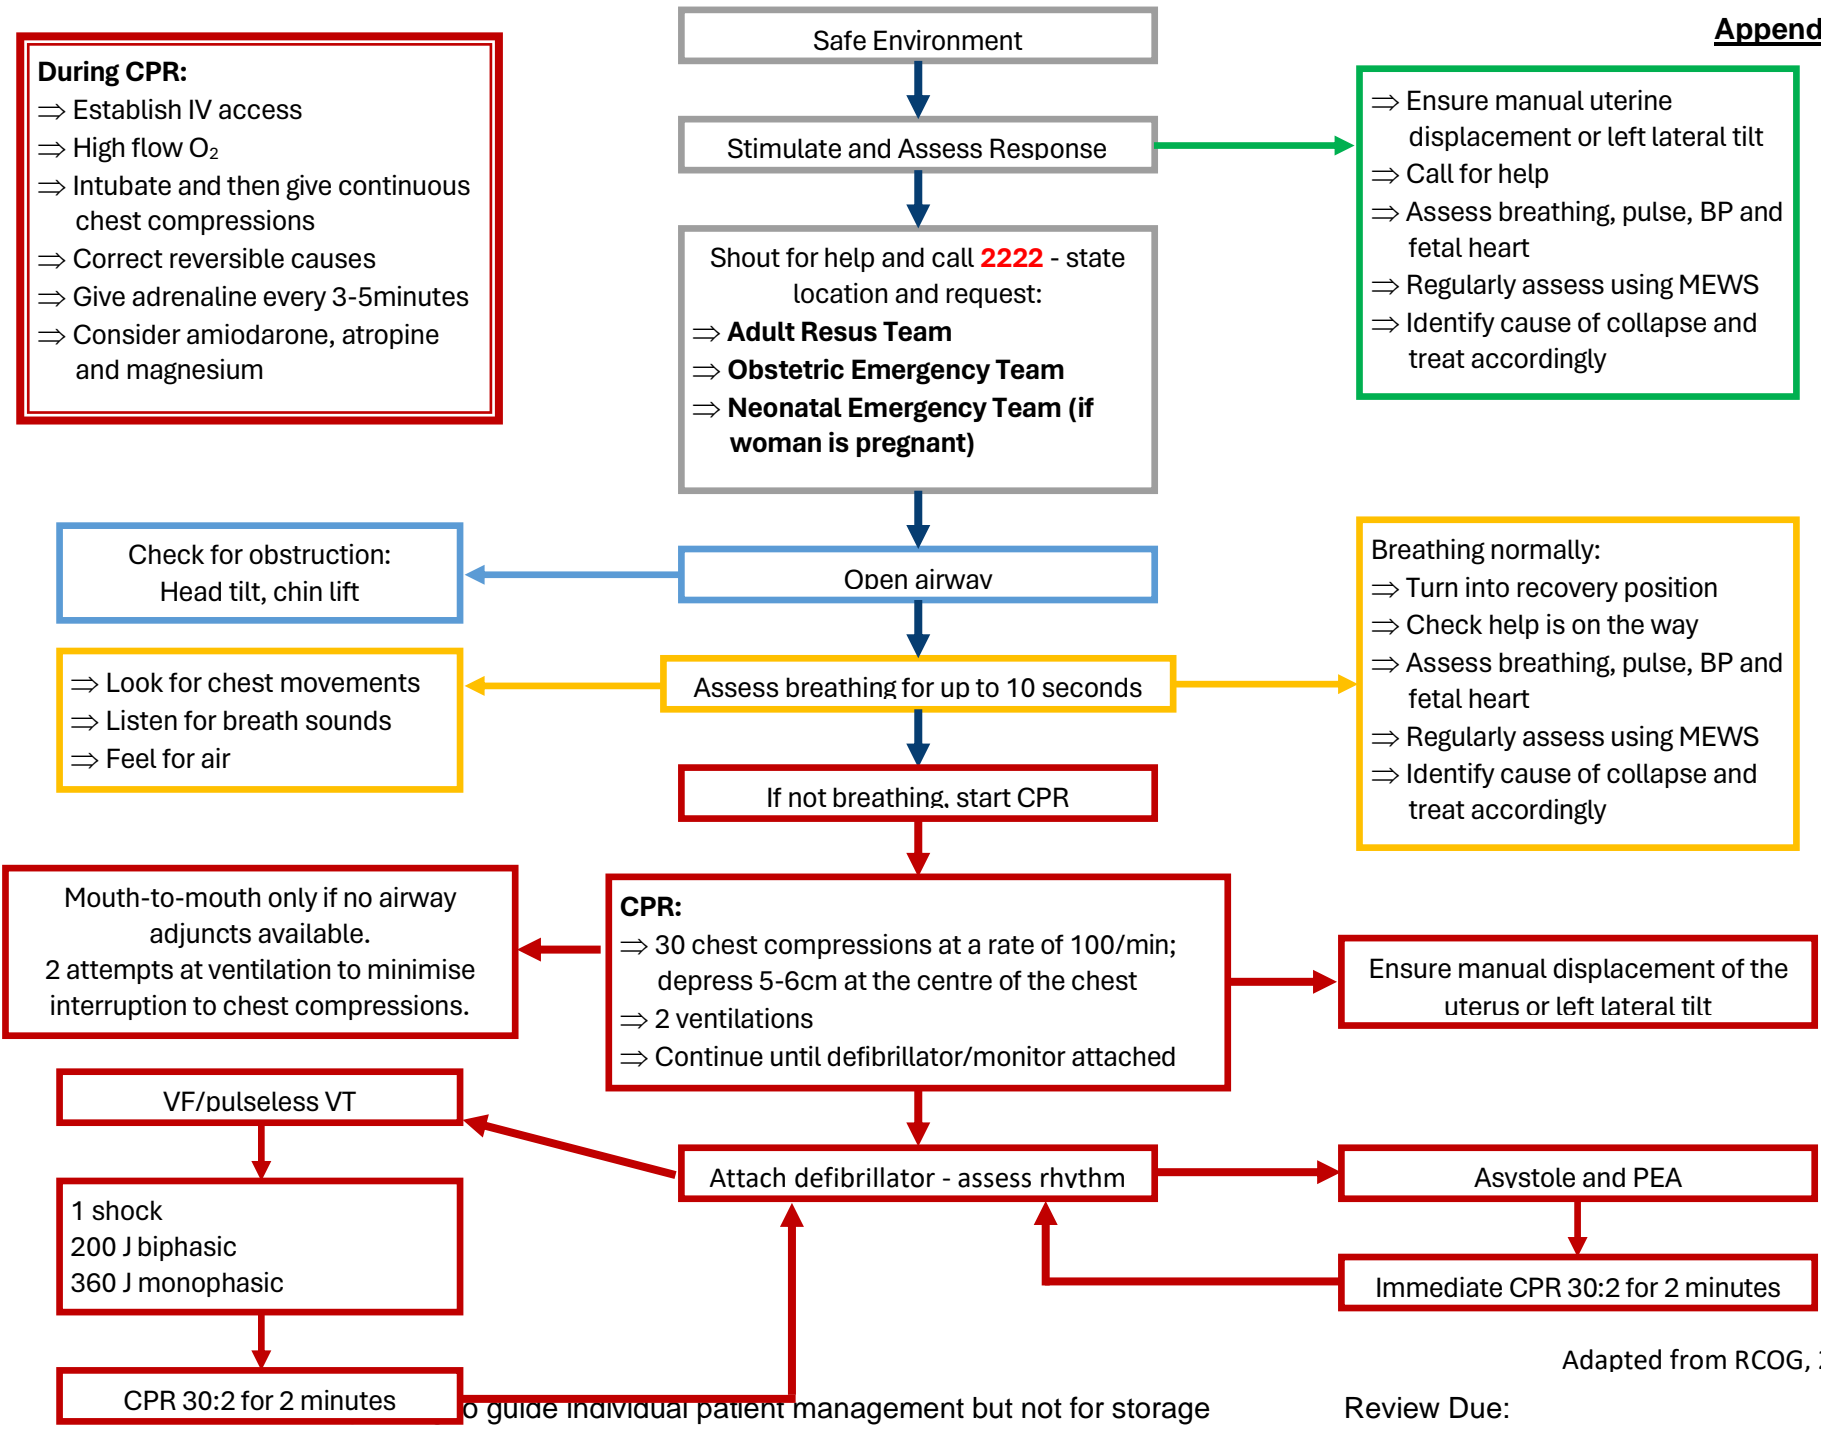 Append
During CPR:
⇒ Establish IV access
⇒ High flow O₂
⇒ Intubate and then give continuous
chest compressions
⇒ Correct reversible causes
⇒ Give adrenaline every 3-5minutes
⇒ Consider amiodarone, atropine
and magnesium
Safe Environment
Stimulate and Assess Response
⇒ Ensure manual uterine
displacement or left lateral tilt
⇒ Call for help
⇒ Assess breathing, pulse, BP and
fetal heart
⇒ Regularly assess using MEWS
⇒ Identify cause of collapse and
treat accordingly
Shout for help and call 2222 - state
location and request:
⇒ Adult Resus Team
⇒ Obstetric Emergency Team
⇒ Neonatal Emergency Team (if
woman is pregnant)
Check for obstruction:
Head tilt, chin lift
Open airway
⇒ Look for chest movements
⇒ Listen for breath sounds
⇒ Feel for air
Assess breathing for up to 10 seconds
Breathing normally:
⇒ Turn into recovery position
⇒ Check help is on the way
⇒ Assess breathing, pulse, BP and
fetal heart
⇒ Regularly assess using MEWS
⇒ Identify cause of collapse and
treat accordingly
If not breathing, start CPR
Mouth-to-mouth only if no airway
adjuncts available.
2 attempts at ventilation to minimise
interruption to chest compressions.
CPR:
⇒ 30 chest compressions at a rate of 100/min;
depress 5-6cm at the centre of the chest
⇒ 2 ventilations
⇒ Continue until defibrillator/monitor attached
Ensure manual displacement of the
uterus or left lateral tilt
VF/pulseless VT
Attach defibrillator - assess rhythm
Asystole and PEA
1 shock
200 J biphasic
360 J monophasic
Immediate CPR 30:2 for 2 minutes
CPR 30:2 for 2 minutes
Adapted from RCOG,
guide individual patient management but not for storage
Review Due: